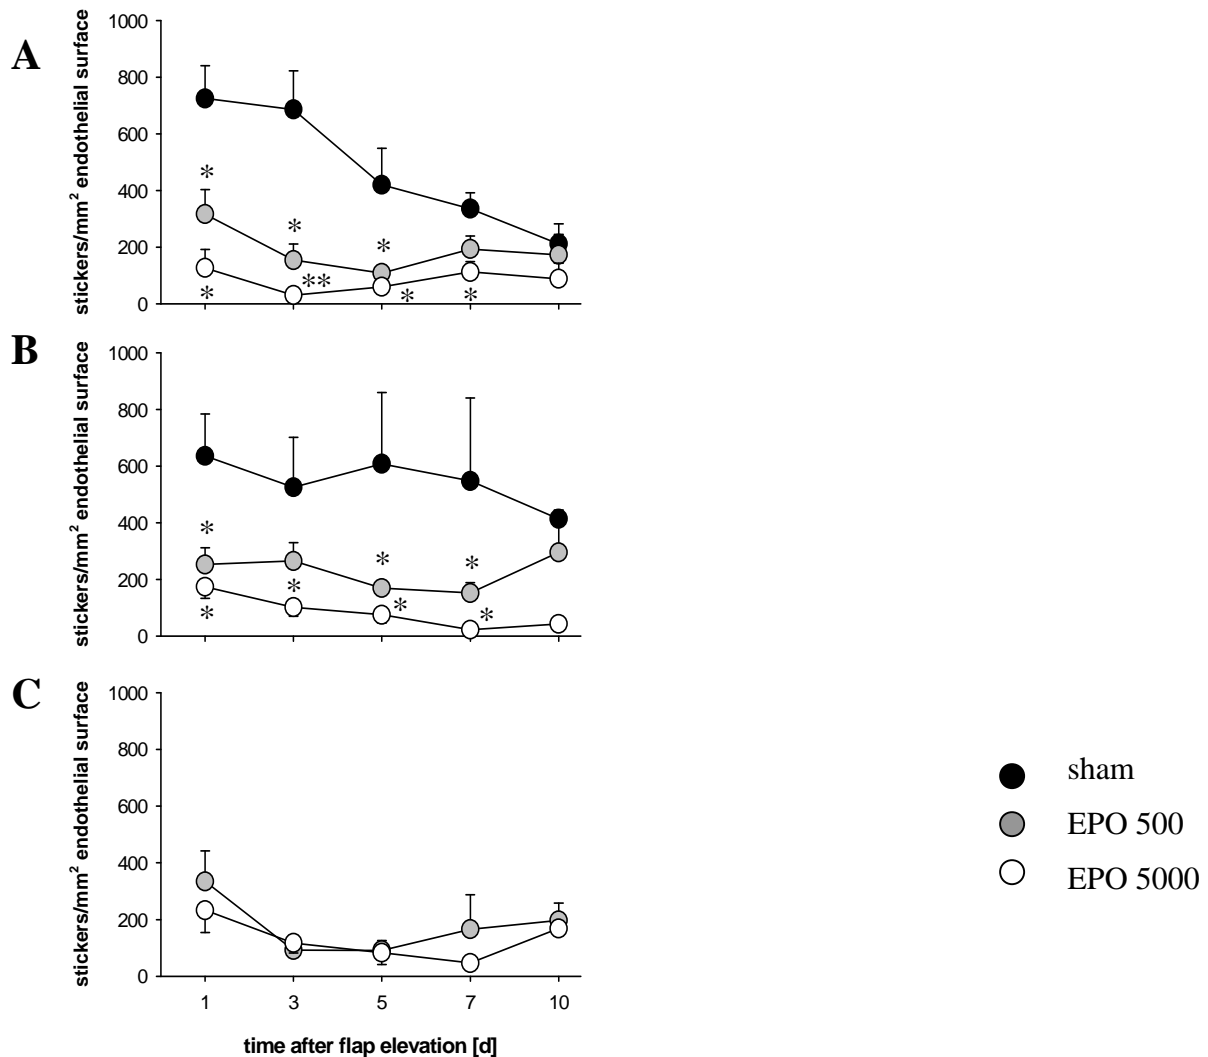 A
stickers/mm² endothelial surface
1000
800
600
400
200
0
*
*
*
*
**
*
*
B
stickers/mm² endothelial surface
1000
800
600
400
200
0
*
*
*
*
*
*
*
C
stickers/mm² endothelial surface
1000
800
600
400
200
0
1 3 5 7 10
time after flap elevation [d]
sham
EPO 500
EPO 5000